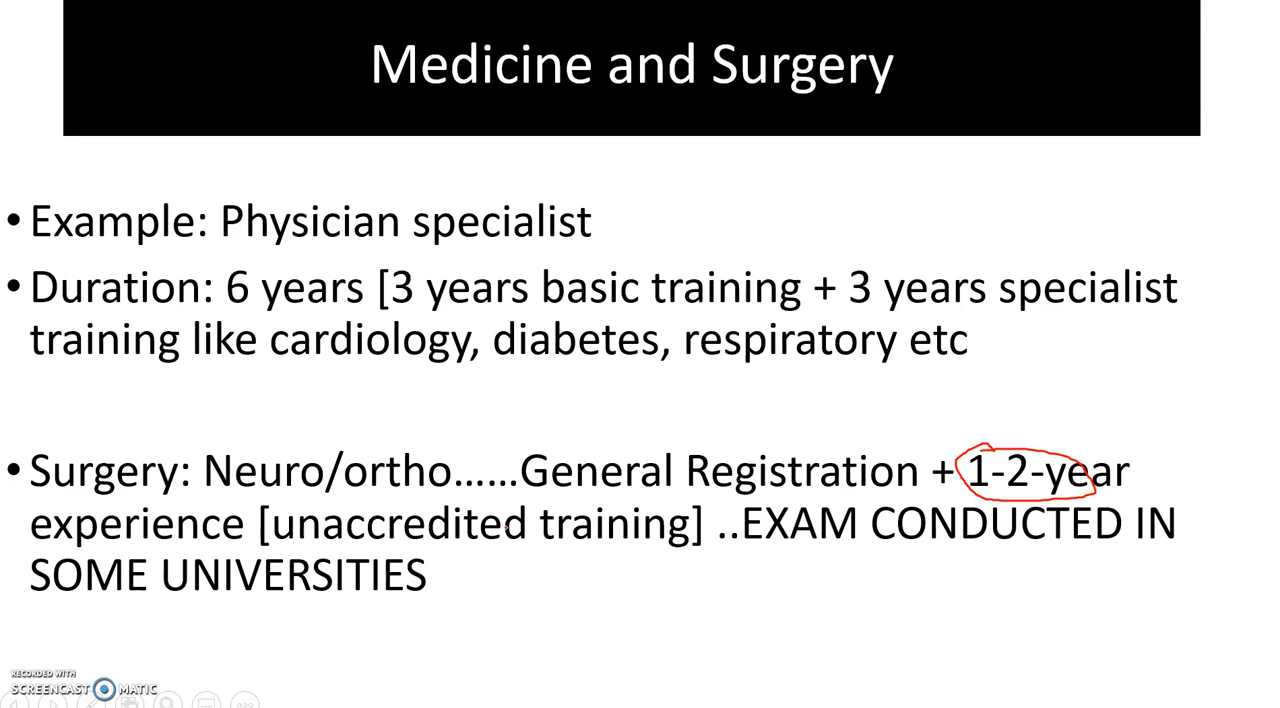 Medicine and Surgery
• Example: Physician specialist
• Duration: 6 years [3 years basic training + 3 years specialist
training like cardiology, diabetes, respiratory etc
• Surgery: Neuro/ortho……General Registration + 1-2-year
experience [unaccredited training] ..EXAM CONDUCTED IN
SOME UNIVERSITIES
RECORDED WITH
SCREENCAST MATIC